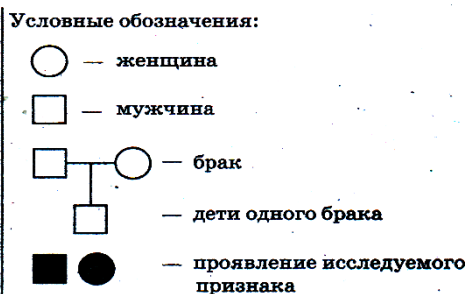 Условные обозначения:
— женщина
— мужчина
— брак
— дети одного брака
— проявление исследуемого
признака